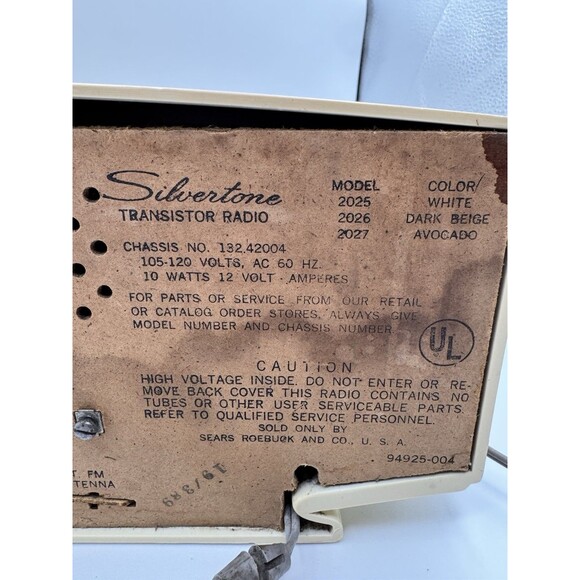 Silvertone
TRANSISTOR RADIO
MODEL COLOR
2025 WHITE
2026 DARK BEIGE
2027 AVOCADO
CHASSIS NO. 132.42004
105-120 VOLTS, AC 60 HZ.
10 WATTS 12 VOLT - AMPERES
FOR PARTS OR SERVICE FROM OUR RETAIL
OR CATALOG ORDER STORES, ALWAYS GIVE
MODEL NUMBER AND CHASSIS NUMBER
UL
CAUTION
HIGH VOLTAGE INSIDE. DO NOT ENTER OR RE-
MOVE BACK COVER THIS RADIO CONTAINS NO
TUBES OR OTHER USER SERVICEABLE PARTS.
REFER TO QUALIFIED SERVICE PERSONNEL.
SOLD ONLY BY
SEARS ROEBUCK AND CO., U. S. A.
94925-004
T. FM
TENNA